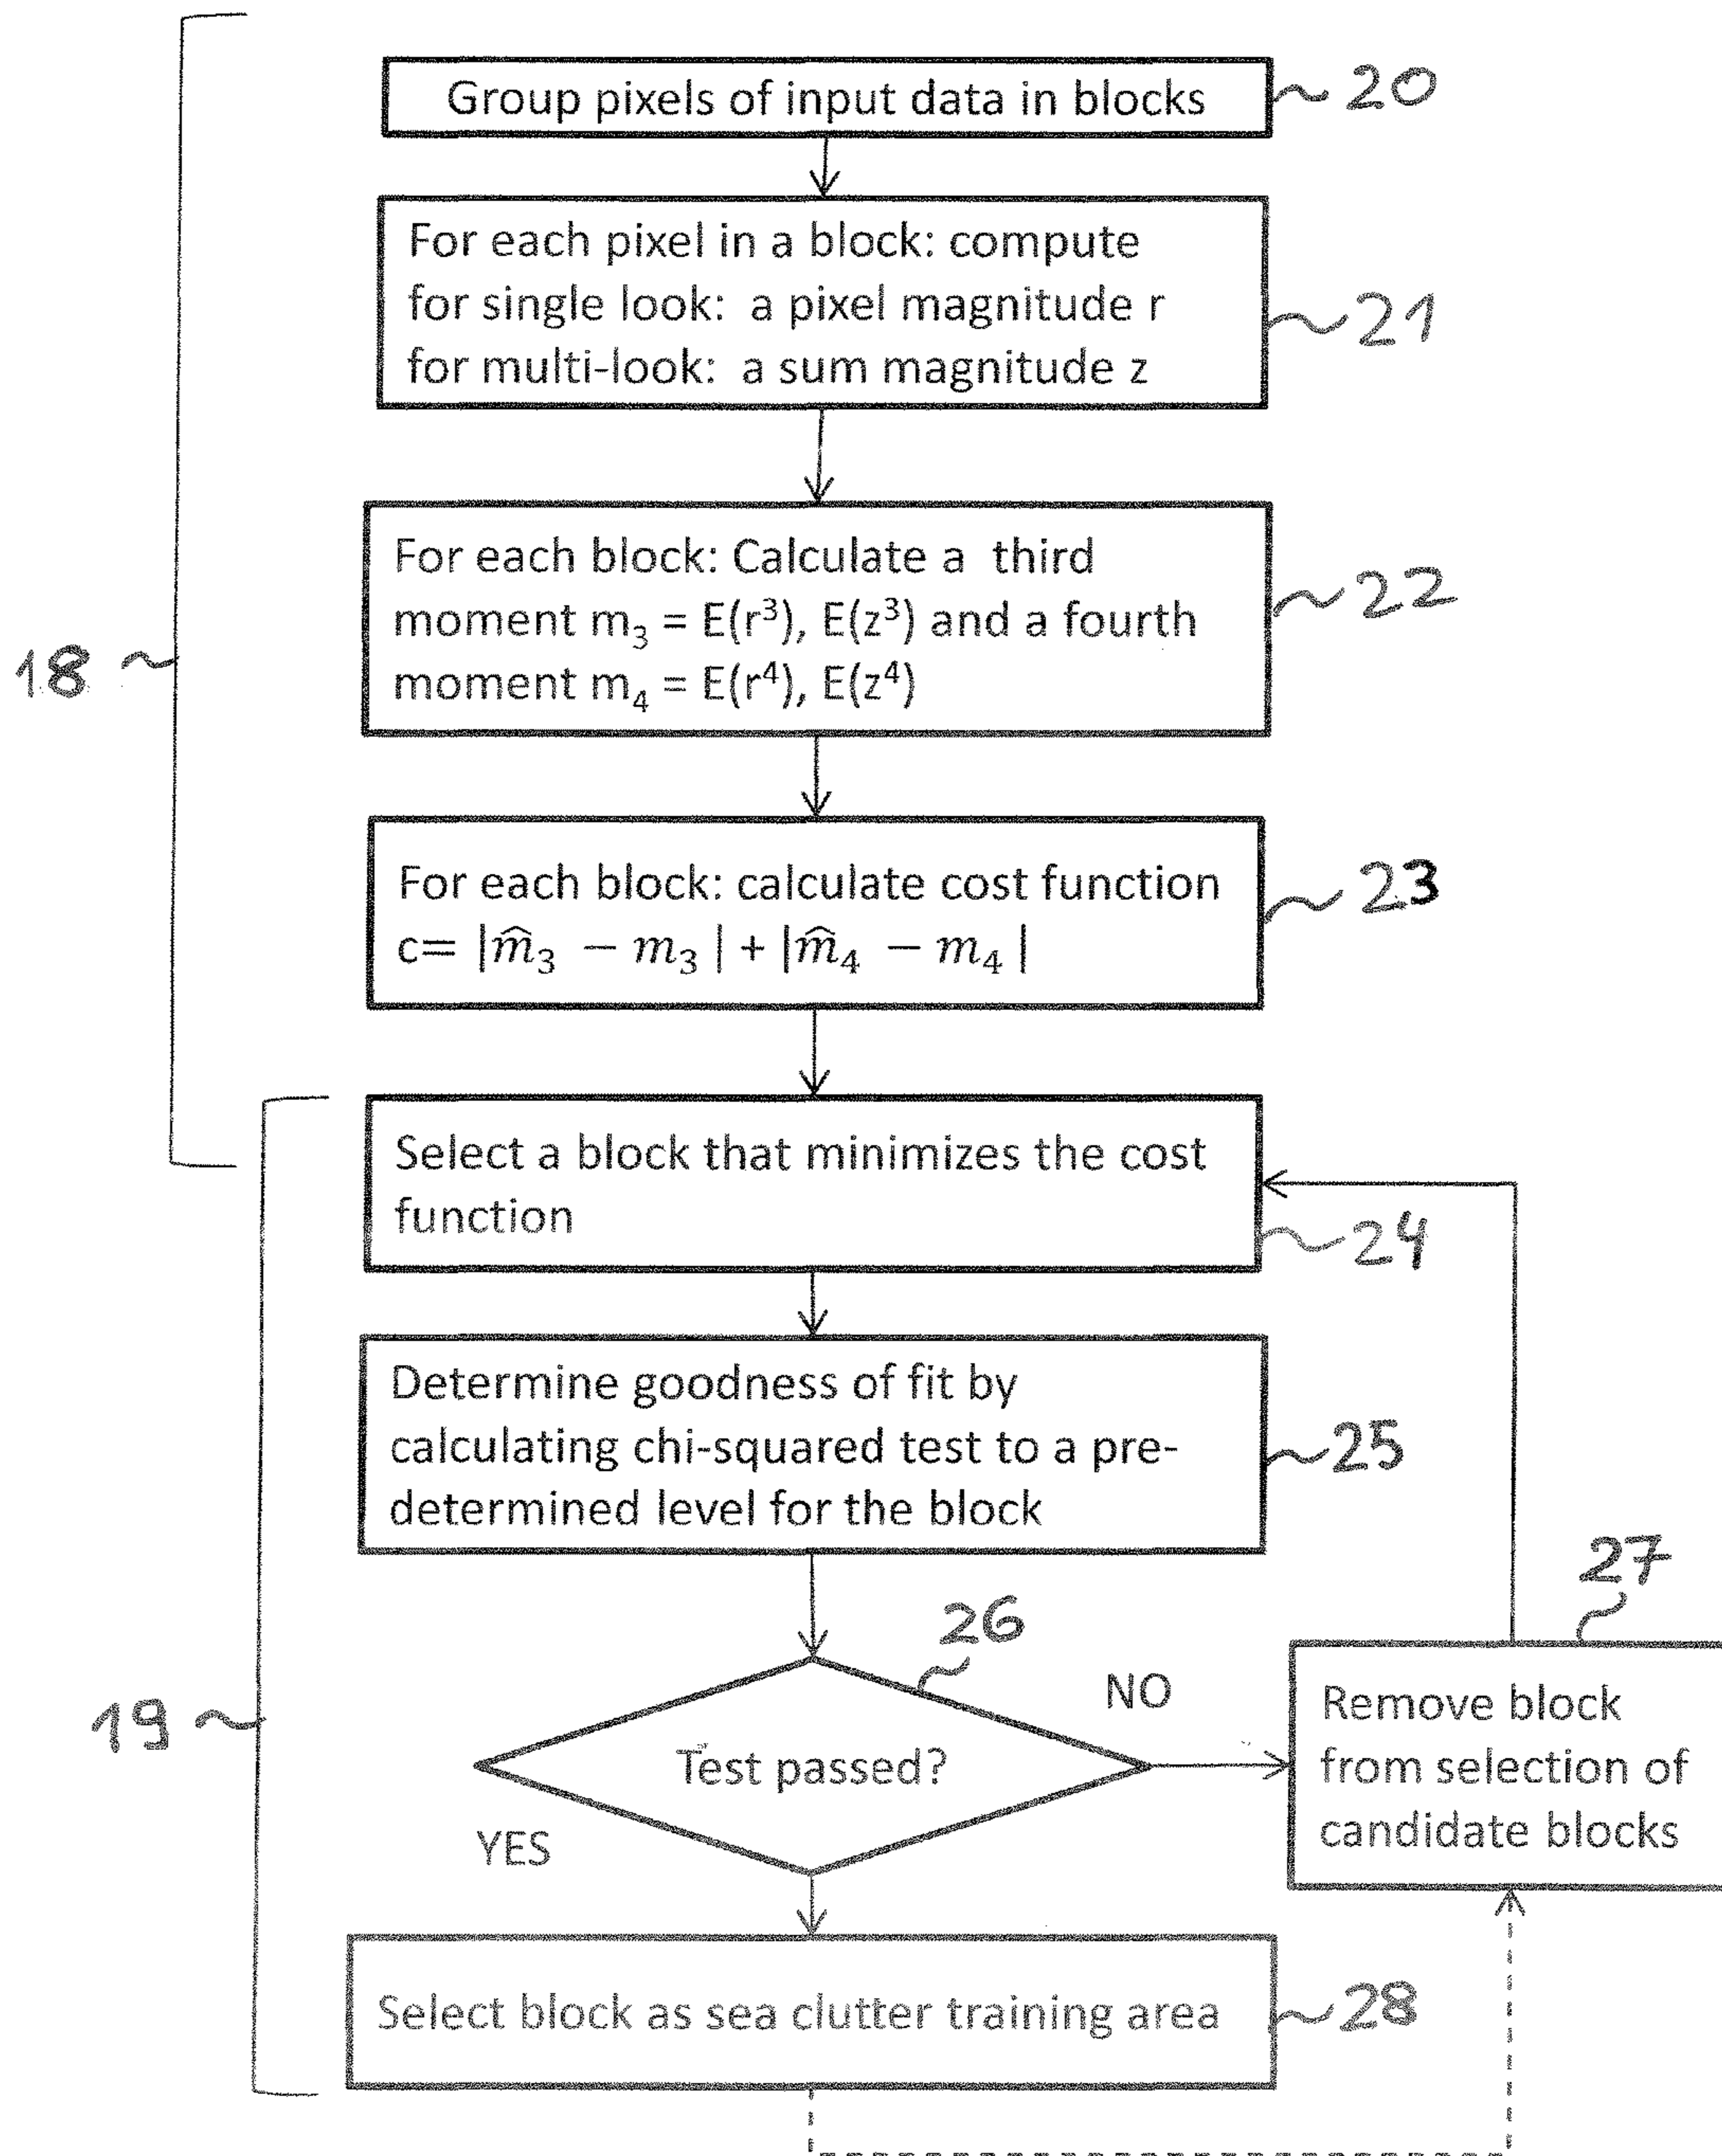 Group pixels of input data in blocks
20
For each pixel in a block: compute
for single look: a pixel magnitude r
for multi-look: a sum magnitude z
21
For each block: Calculate a third
moment m₃ = E(r³), E(z³) and a fourth
moment m₄ = E(r⁴), E(z⁴)
22
18
For each block: calculate cost function
c= |m̂₃ − m₃| + |m̂₄ − m₄|
23
Select a block that minimizes the cost
function
24
Determine goodness of fit by
calculating chi-squared test to a pre-
determined level for the block
25
26
27
NO
Test passed?
YES
19
Remove block
from selection of
candidate blocks
Select block as sea clutter training area
28